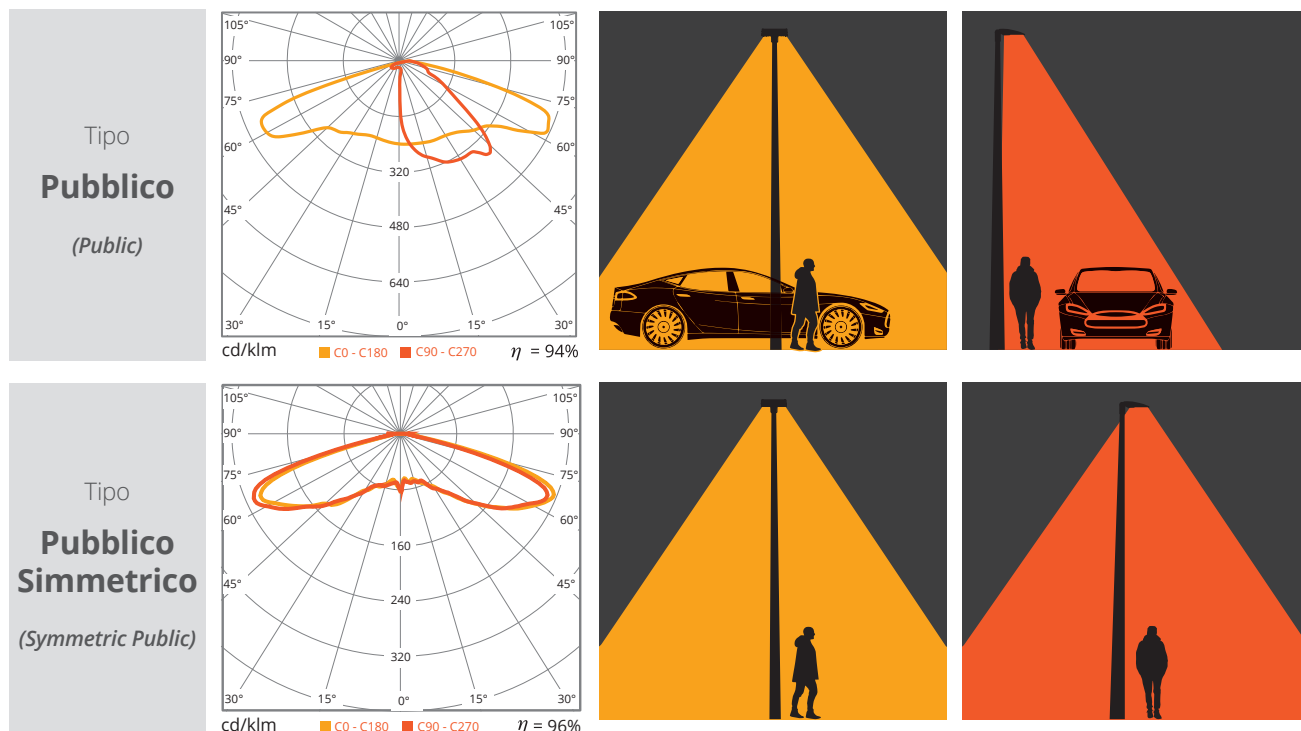 Tipo
Pubblico
(Public)
105° 105°
90° 90°
75° 75°
60° 60°
45° 320 45°
480
640
30° 15° 0° 15° 30°
cd/klm C0 - C180 C90 - C270 η = 94%
Tipo
Pubblico
Simmetrico
(Symmetric Public)
105° 105°
90° 90°
75° 75°
60° 60°
160
45° 45°
240
320
30° 15° 0° 15° 30°
cd/klm C0 - C180 C90 - C270 η = 96%